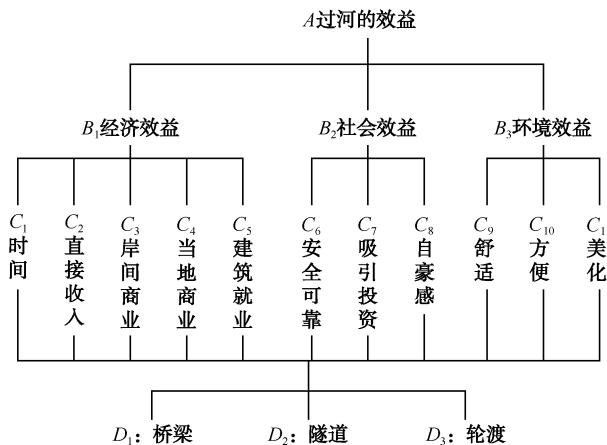 A过河的效益
B₁经济效益 B₂社会效益 B₃环境效益
C₁时间 C₂直接收入 C₃岸间商业 C₄当地商业 C₅建筑就业 C₆安全可靠 C₇吸引投资 C₈自豪感 C₉舒适 C₁₀方便 C₁美化
D₁：桥梁 D₂：隧道 D₃：轮渡